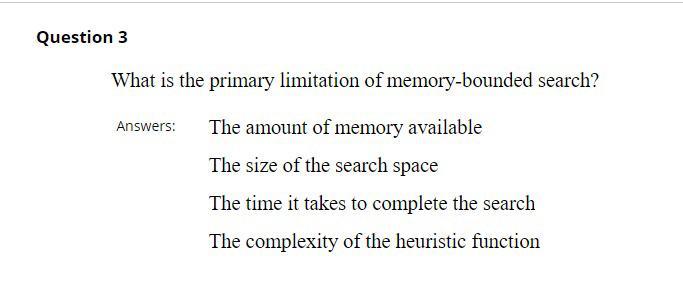 Question 3
What is the primary limitation of memory-bounded search?
Answers: The amount of memory available
The size of the search space
The time it takes to complete the search
The complexity of the heuristic function